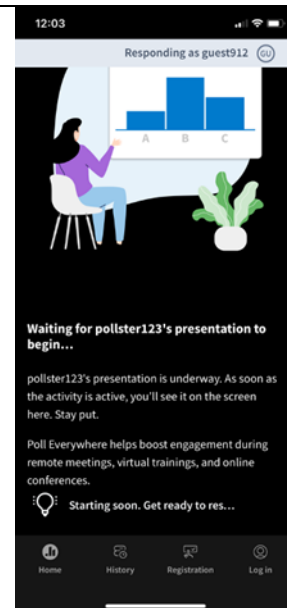 12:03
Responding as guest912 GU
A B C
Waiting for pollster123's presentation to
begin...
pollster123's presentation is underway. As soon as
the activity is active, you'll see it on the screen
here. Stay put.
Poll Everywhere helps boost engagement during
remote meetings, virtual trainings, and online
conferences.
Starting soon. Get ready to res...
Home History Registration Log in